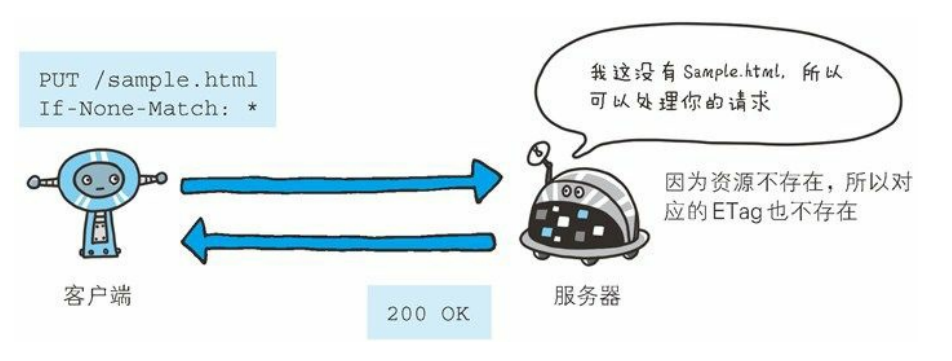 PUT /sample.html
If-None-Match: *
我这没有Sample.html, 所以
可以处理你的请求
因为资源不存在，所以对
应的ETag也不存在
客户端
服务器
200 OK